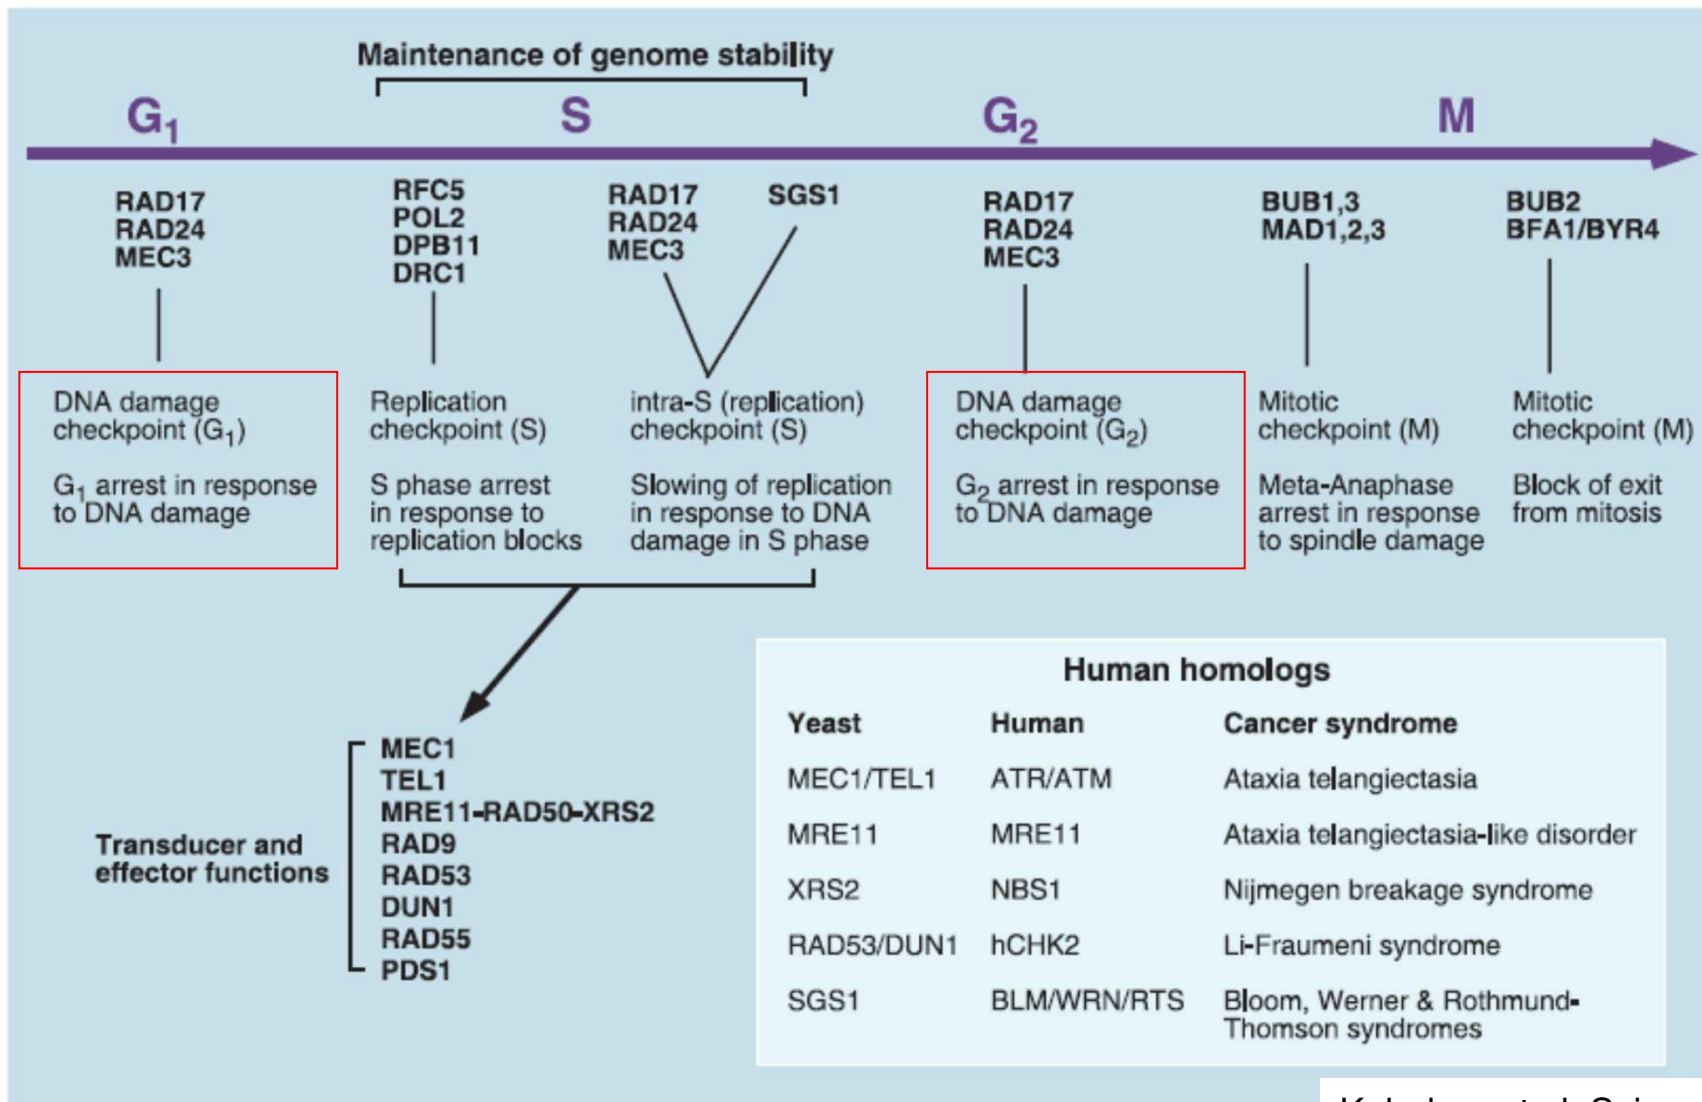 Maintenance of genome stability
G1
S
G2
M
RAD17
RAD24
MEC3
RFC5
POL2
DPB11
DRC1
RAD17
RAD24
MEC3
SGS1
RAD17
RAD24
MEC3
BUB1,3
MAD1,2,3
BUB2
BFA1/BYR4
DNA damage
checkpoint (G1)
G1 arrest in response
to DNA damage
Replication
checkpoint (S)
S phase arrest
in response to
replication blocks
intra-S (replication)
checkpoint (S)
Slowing of replication
in response to DNA
damage in S phase
DNA damage
checkpoint (G2)
G2 arrest in response
to DNA damage
Mitotic
checkpoint (M)
Meta-Anaphase
arrest in response
to spindle damage
Mitotic
checkpoint (M)
Block of exit
from mitosis
Transducer and
effector functions
MEC1
TEL1
MRE11-RAD50-XRS2
RAD9
RAD53
DUN1
RAD55
PDS1
Human homologs
Yeast Human Cancer syndrome
MEC1/TEL1 ATR/ATM Ataxia telangiectasia
MRE11 MRE11 Ataxia telangiectasia-like disorder
XRS2 NBS1 Nijmegen breakage syndrome
RAD53/DUN1 hCHK2 Li-Fraumeni syndrome
SGS1 BLM/WRN/RTS Bloom, Werner & Rothmund-
Thomson syndromes